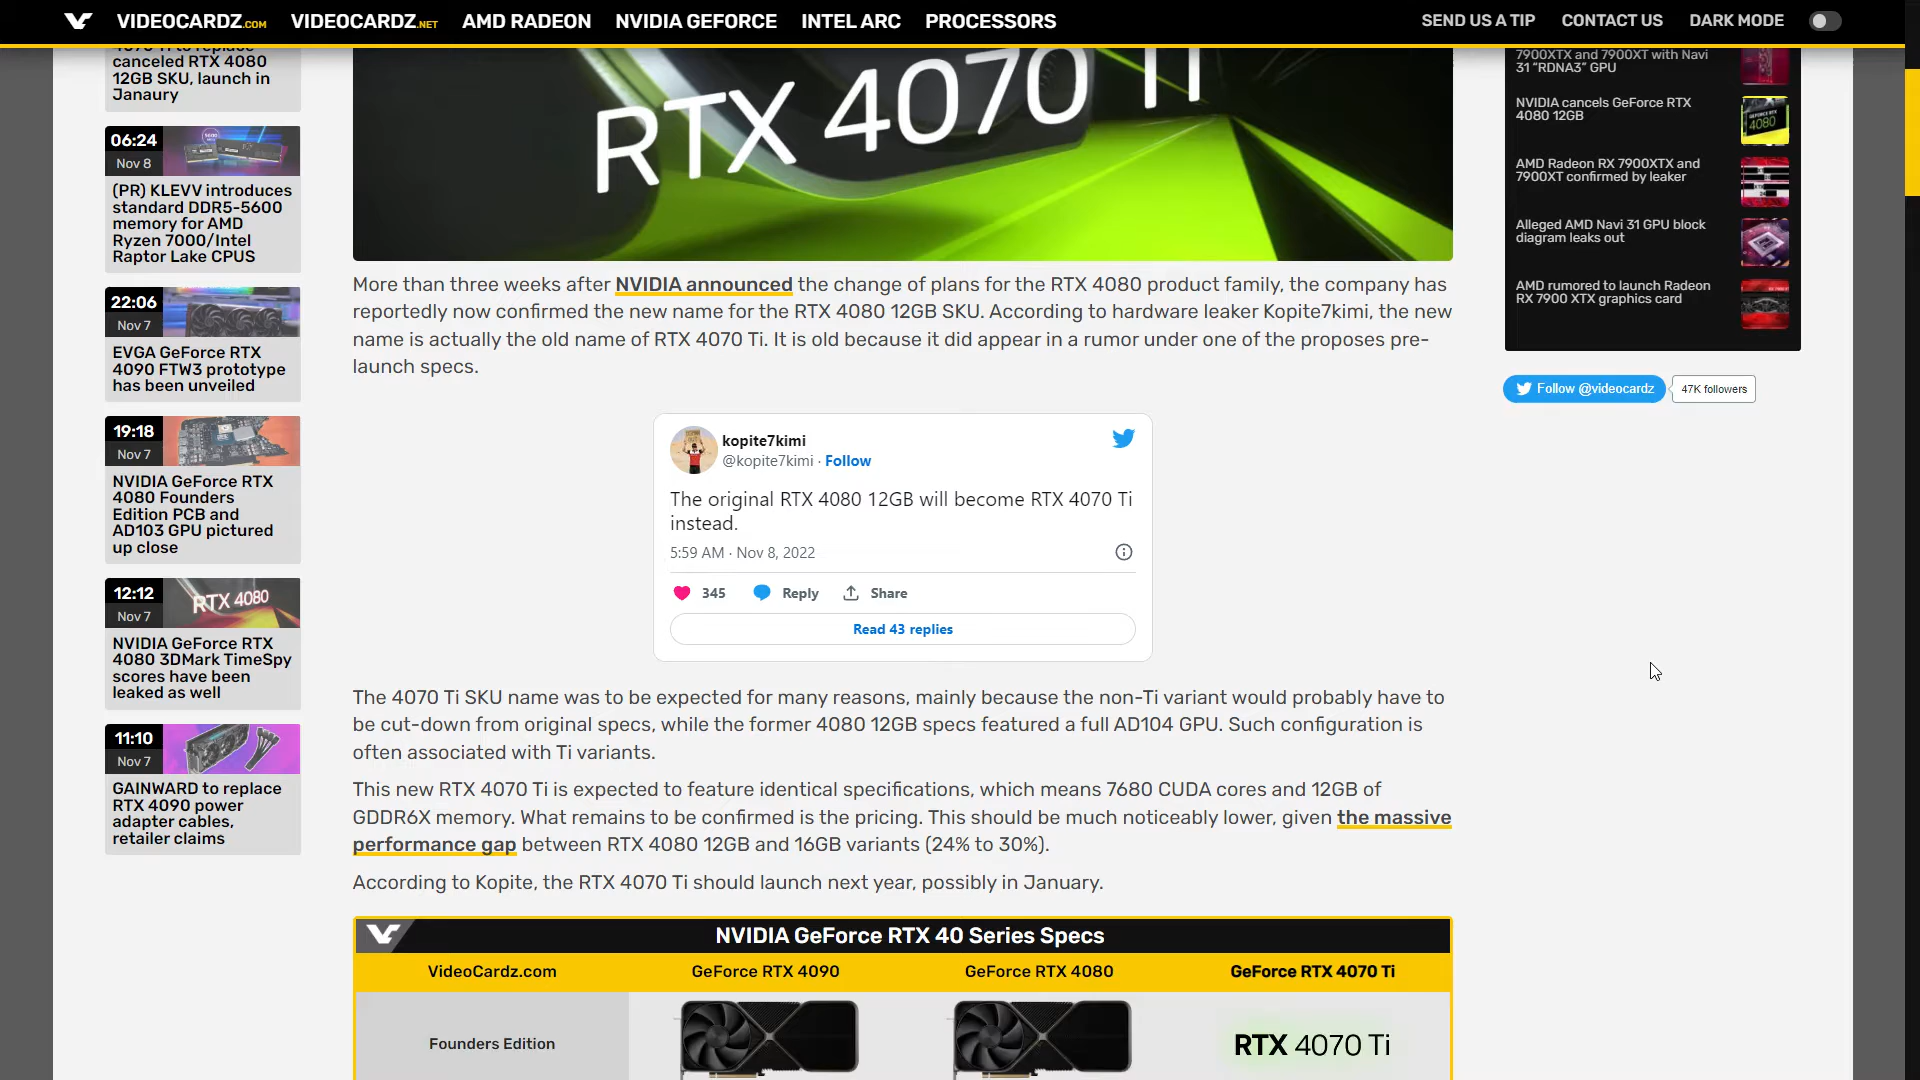 VIDEOCARDZ.COM VIDEOCARDZ.NET AMD RADEON NVIDIA GEFORCE INTEL ARC PROCESSORS SEND US A TIP CONTACT US DARK MODE
4070 Ti to replace
canceled RTX 4080
12GB SKU, launch in
Janaury
06:24
Nov 8
(PR) KLEVV introduces
standard DDR5-5600
memory for AMD
Ryzen 7000/Intel
Raptor Lake CPUS
22:06
Nov 7
EVGA GeForce RTX
4090 FTW3 prototype
has been unveiled
19:18
Nov 7
NVIDIA GeForce RTX
4080 Founders
Edition PCB and
AD103 GPU pictured
up close
12:12
Nov 7
RTX 4080
NVIDIA GeForce RTX
4080 3DMark TimeSpy
scores have been
leaked as well
11:10
Nov 7
GAINWARD to replace
RTX 4090 power
adapter cables,
retailer claims
RTX 4070 Ti
More than three weeks after NVIDIA announced the change of plans for the RTX 4080 product family, the company has
reportedly now confirmed the new name for the RTX 4080 12GB SKU. According to hardware leaker Kopite7kimi, the new
name is actually the old name of RTX 4070 Ti. It is old because it did appear in a rumor under one of the proposes pre-
launch specs.
kopite7kimi
@kopite7kimi · Follow
The original RTX 4080 12GB will become RTX 4070 Ti
instead.
5:59 AM · Nov 8, 2022
345 Reply Share
Read 43 replies
The 4070 Ti SKU name was to be expected for many reasons, mainly because the non-Ti variant would probably have to
be cut-down from original specs, while the former 4080 12GB specs featured a full AD104 GPU. Such configuration is
often associated with Ti variants.
This new RTX 4070 Ti is expected to feature identical specifications, which means 7680 CUDA cores and 12GB of
GDDR6X memory. What remains to be confirmed is the pricing. This should be much noticeably lower, given the massive
performance gap between RTX 4080 12GB and 16GB variants (24% to 30%).
According to Kopite, the RTX 4070 Ti should launch next year, possibly in January.
NVIDIA GeForce RTX 40 Series Specs
VideoCardz.com GeForce RTX 4090 GeForce RTX 4080 GeForce RTX 4070 Ti
Founders Edition RTX 4070 Ti
7900XTX and 7900XT with Navi
31 “RDNA3” GPU
NVIDIA cancels GeForce RTX
4080 12GB
AMD Radeon RX 7900XTX and
7900XT confirmed by leaker
Alleged AMD Navi 31 GPU block
diagram leaks out
AMD rumored to launch Radeon
RX 7900 XTX graphics card
Follow @videocardz 47K followers